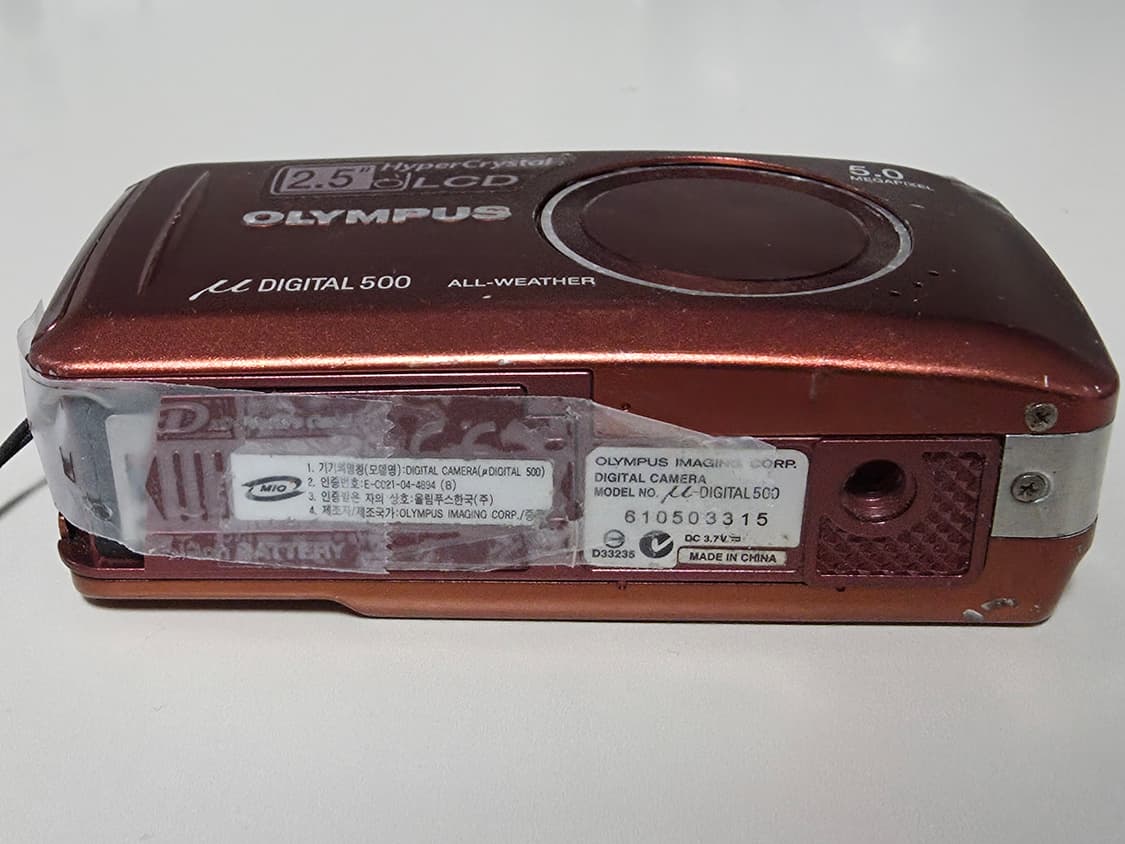 2.5" HyperCrystal
LCD
5.0
MEGAPIXEL
OLYMPUS
μ DIGITAL 500 ALL-WEATHER
MIC
1. 기기의명칭(모델명):DIGITAL CAMERA(μDIGITAL 500)
2. 인증번호:E-C021-04-4894 (B)
3. 인증받은 자의 상호:올림푸스한국(주)
4. 제조자/제조국가:OLYMPUS IMAGING CORP./중국
BATTERY
OLYMPUS IMAGING CORP.
DIGITAL CAMERA
MODEL NO. μ-DIGITAL 500
610503315
DC 3.7V
D33235
MADE IN CHINA